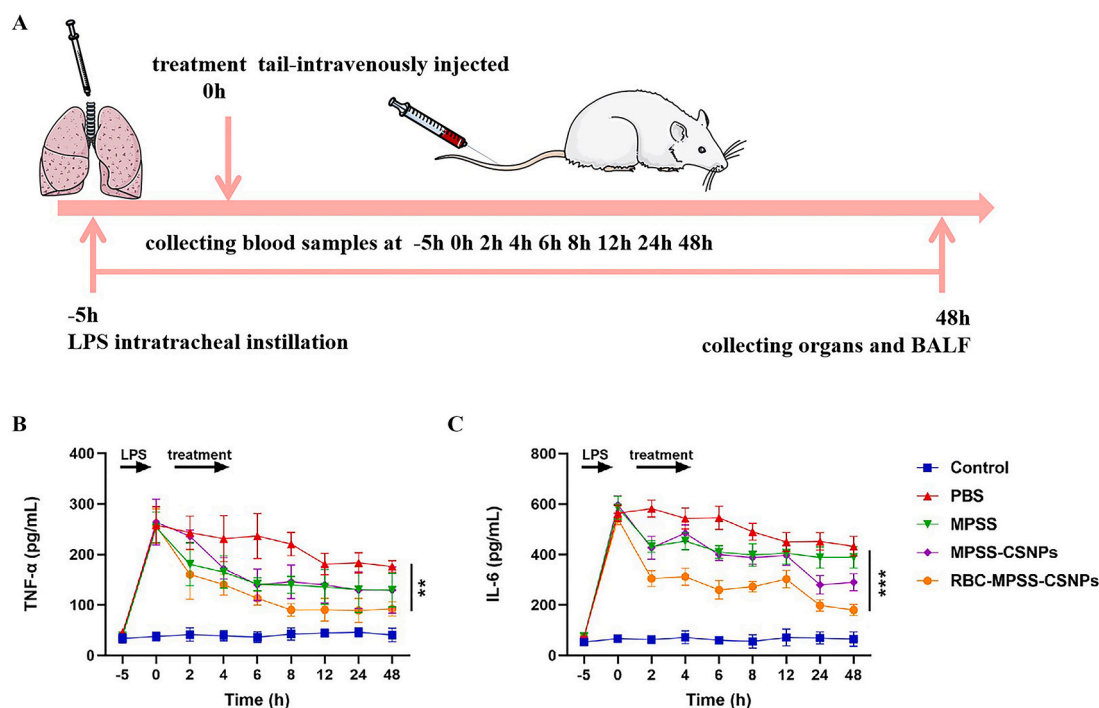 A
treatment tail-intravenously injected
0h
collecting blood samples at -5h 0h 2h 4h 6h 8h 12h 24h 48h
-5h
LPS intratracheal instillation
48h
collecting organs and BALF
B
LPS
treatment
400
300
200
100
0
TNF-α (pg/mL)
**
-5 0 2 4 6 8 12 24 48
Time (h)
C
LPS
treatment
800
600
400
200
0
IL-6 (pg/mL)
***
-5 0 2 4 6 8 12 24 48
Time (h)
Control
PBS
MPSS
MPSS-CSNPs
RBC-MPSS-CSNPs